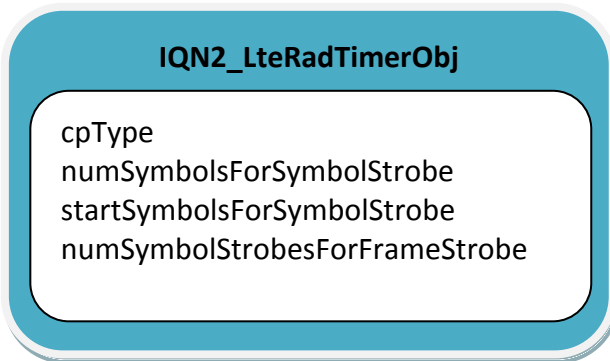 IQN2_LteRadTimerObj
cpType
numSymbolsForSymbolStrobe
startSymbolsForSymbolStrobe
numSymbolStrobesForFrameStrobe